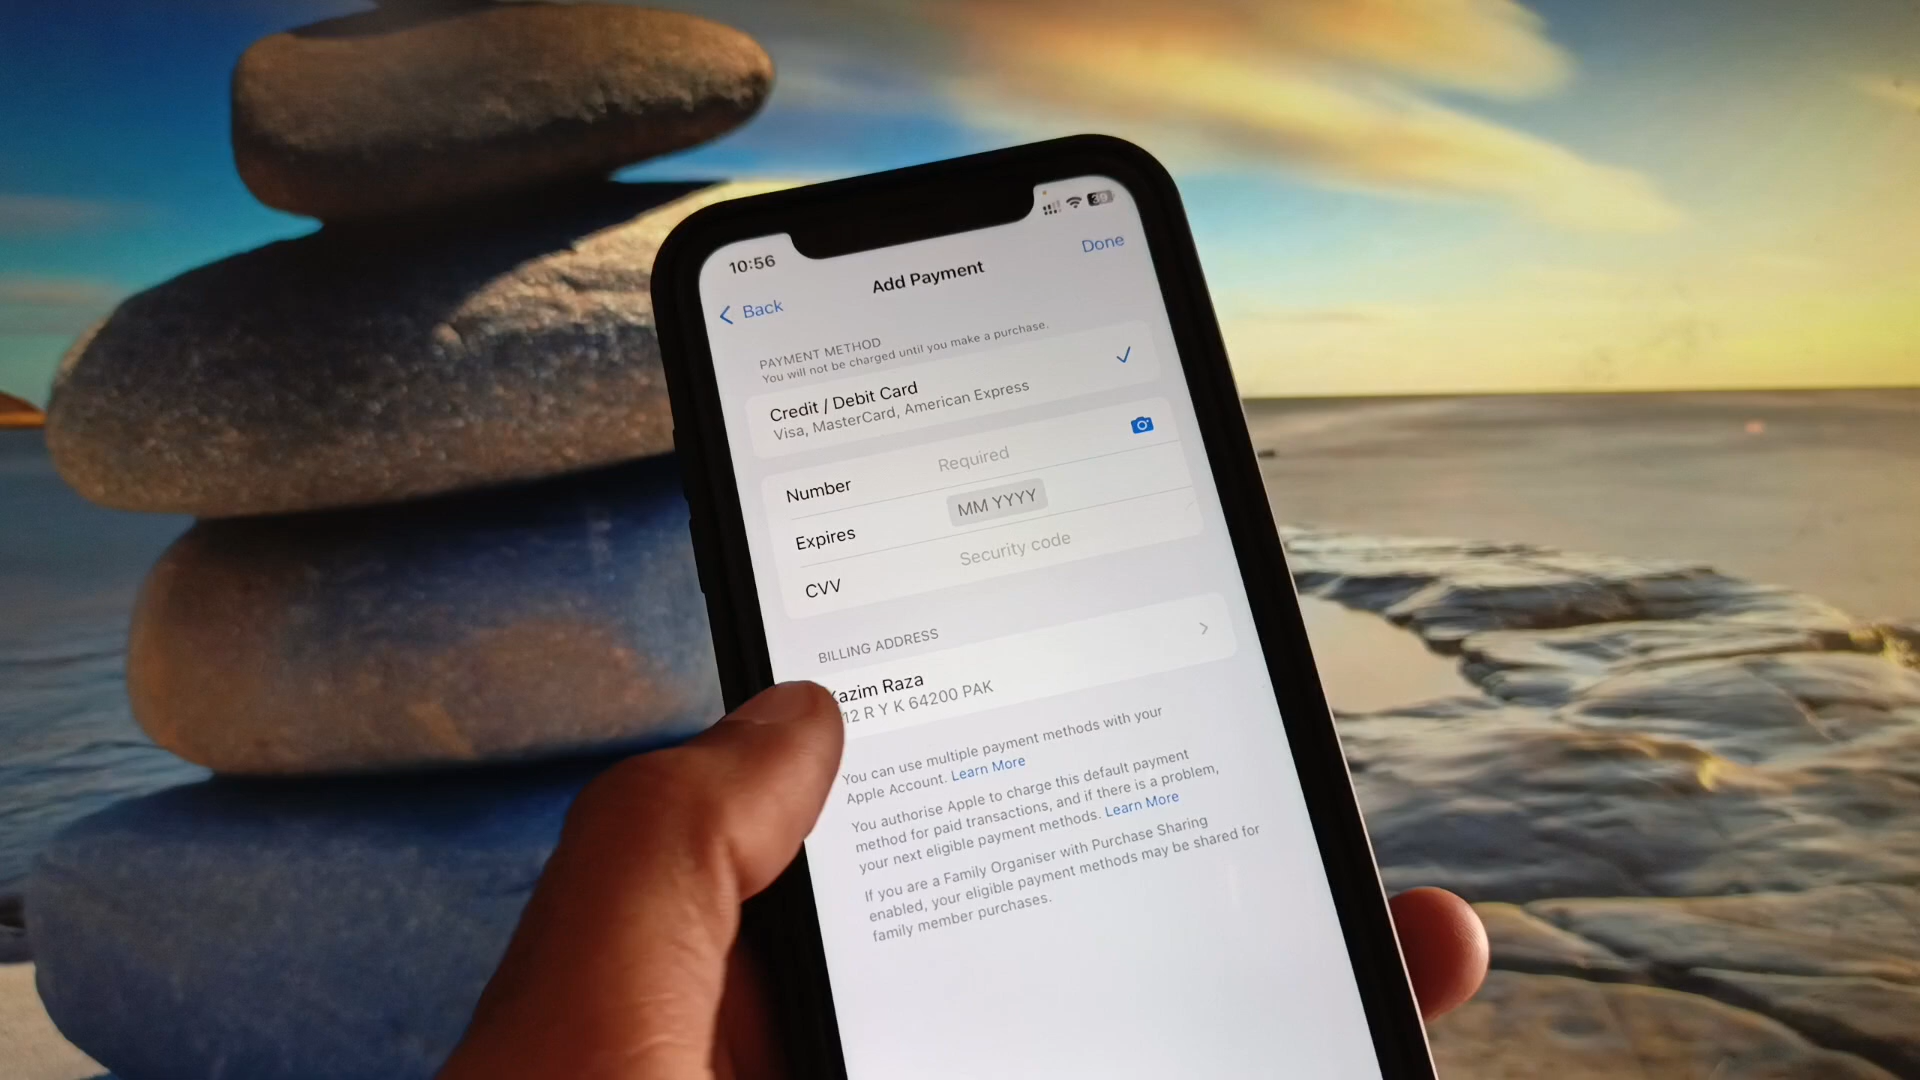 10:56
39
Back
Add Payment
Done
PAYMENT METHOD
You will not be charged until you make a purchase.
Credit / Debit Card
Visa, MasterCard, American Express
Number Required
Expires MM YYYY
CVV Security code
BILLING ADDRESS
Kazim Raza
12 R Y K 64200 PAK
You can use multiple payment methods with your
Apple Account. Learn More
You authorise Apple to charge this default payment
method for paid transactions, and if there is a problem,
your next eligible payment methods. Learn More
If you are a Family Organiser with Purchase Sharing
enabled, your eligible payment methods may be shared for
family member purchases.